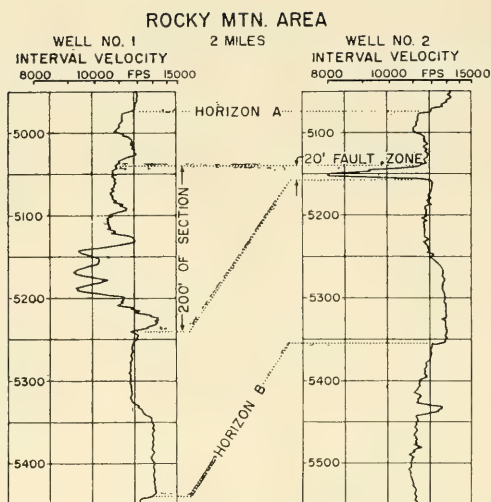 ROCKY MTN. AREA
WELL NO. 1
INTERVAL VELOCITY
2 MILES
WELL NO. 2
INTERVAL VELOCITY
8000 10000 FPS 15000
8000 10000 FPS 15000
HORIZON A
5000
5100
5200
5300
5400
200' OF SECTION
20' FAULT ZONE
HORIZON B
5100
5200
5300
5400
5500